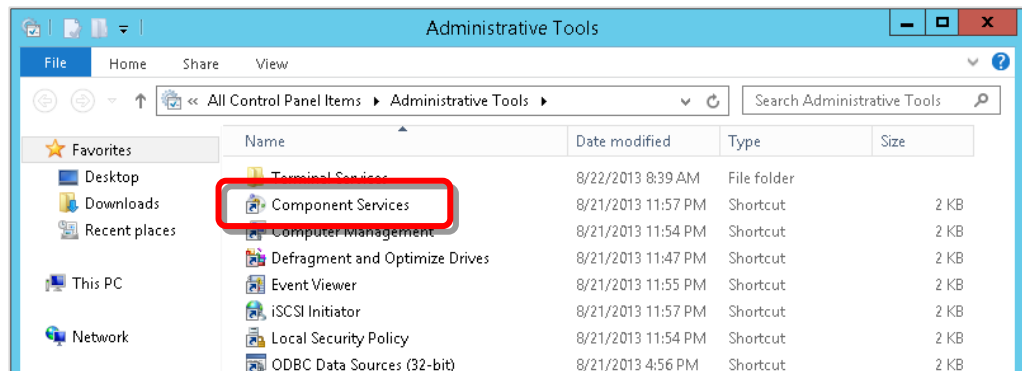 Administrative Tools
File Home Share View
« All Control Panel Items Administrative Tools Search Administrative Tools
Name Date modified Type Size
Favorites
Desktop
Downloads
Recent places
This PC
Network
Terminal Services 8/22/2013 8:39 AM File folder
Component Services 8/21/2013 11:57 PM Shortcut 2 KB
Computer Management 8/21/2013 11:54 PM Shortcut 2 KB
Defragment and Optimize Drives 8/21/2013 11:47 PM Shortcut 2 KB
Event Viewer 8/21/2013 11:55 PM Shortcut 2 KB
iSCSI Initiator 8/21/2013 11:57 PM Shortcut 2 KB
Local Security Policy 8/21/2013 11:54 PM Shortcut 2 KB
ODBC Data Sources (32-bit) 8/21/2013 4:56 PM Shortcut 2 KB